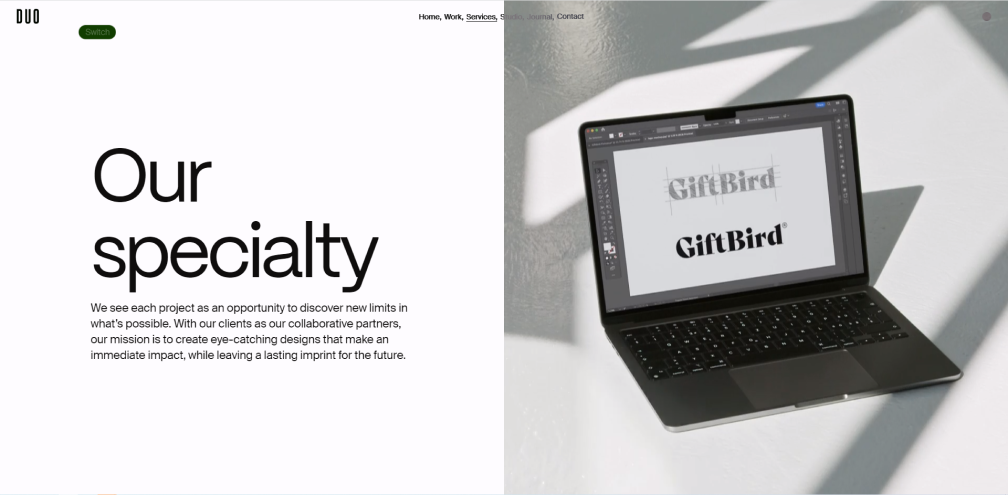 DUO
Home, Work, Services, Studio, Journal, Contact
Switch
Our
specialty
We see each project as an opportunity to discover new limits in
what's possible. With our clients as our collaborative partners,
our mission is to create eye-catching designs that make an
immediate impact, while leaving a lasting imprint for the future.
GiftBird
GiftBird®